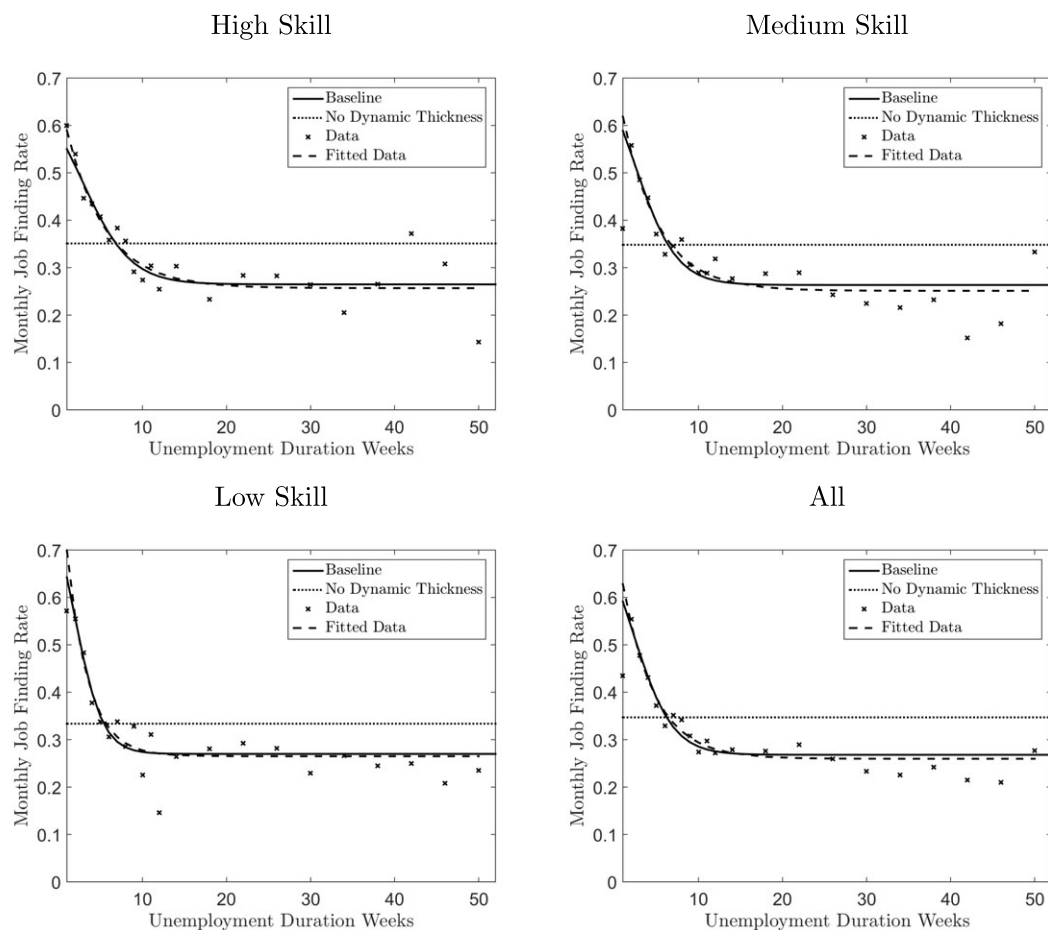 High Skill
Monthly Job Finding Rate
0.7
0.6
0.5
0.4
0.3
0.2
0.1
0
Baseline
No Dynamic Thickness
Data
Fitted Data
10 20 30 40 50
Unemployment Duration Weeks
Medium Skill
Monthly Job Finding Rate
0.7
0.6
0.5
0.4
0.3
0.2
0.1
0
Baseline
No Dynamic Thickness
Data
Fitted Data
10 20 30 40 50
Unemployment Duration Weeks
Low Skill
Monthly Job Finding Rate
0.7
0.6
0.5
0.4
0.3
0.2
0.1
0
Baseline
No Dynamic Thickness
Data
Fitted Data
10 20 30 40 50
Unemployment Duration Weeks
All
Monthly Job Finding Rate
0.7
0.6
0.5
0.4
0.3
0.2
0.1
0
Baseline
No Dynamic Thickness
Data
Fitted Data
10 20 30 40 50
Unemployment Duration Weeks